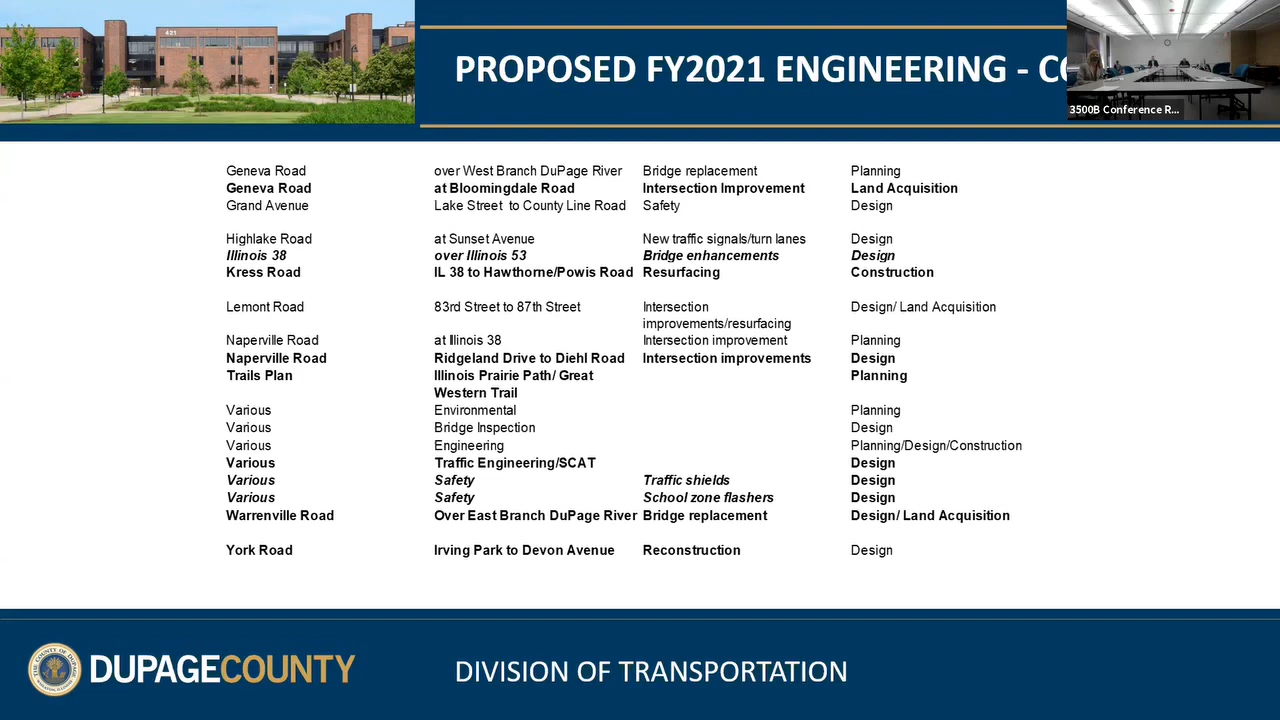 421
PROPOSED FY2021 ENGINEERING - CO
3500B Conference R...
Geneva Road over West Branch DuPage River Bridge replacement Planning
Geneva Road at Bloomingdale Road Intersection Improvement Land Acquisition
Grand Avenue Lake Street to County Line Road Safety Design
Highlake Road at Sunset Avenue New traffic signals/turn lanes Design
Illinois 38 over Illinois 53 Bridge enhancements Design
Kress Road IL 38 to Hawthorne/Powis Road Resurfacing Construction
Lemont Road 83rd Street to 87th Street Intersection Design/ Land Acquisition
improvements/resurfacing
Naperville Road at Illinois 38 Intersection improvement Planning
Naperville Road Ridgeland Drive to Diehl Road Intersection improvements Design
Trails Plan Illinois Prairie Path/ Great Planning
Western Trail
Various Environmental Planning
Various Bridge Inspection Design
Various Engineering Planning/Design/Construction
Various Traffic Engineering/SCAT Design
Various Safety Traffic shields Design
Various Safety School zone flashers Design
Warrenville Road Over East Branch DuPage River Bridge replacement Design/ Land Acquisition
York Road Irving Park to Devon Avenue Reconstruction Design
DUPAGECOUNTY
DIVISION OF TRANSPORTATION